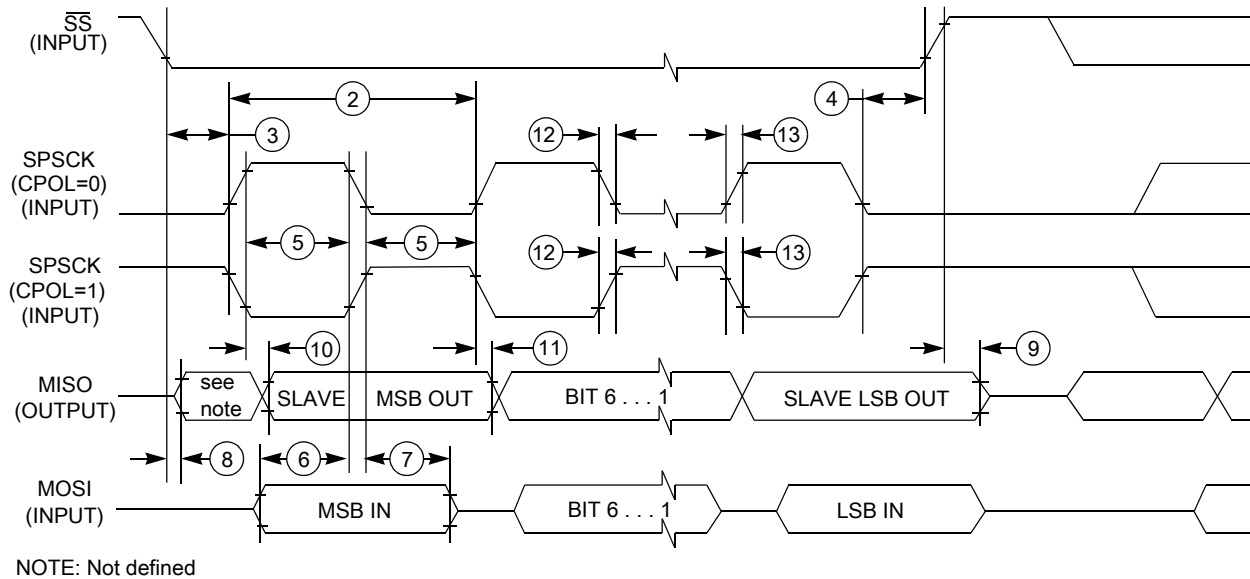 SS
(INPUT)
2
4
3
12
13
SPSCK
(CPOL=0)
(INPUT)
5
5
12
13
SPSCK
(CPOL=1)
(INPUT)
10
11
9
MISO
(OUTPUT)
see
note
SLAVE
MSB OUT
BIT 6 . . . 1
SLAVE LSB OUT
8
6
7
MOSI
(INPUT)
MSB IN
BIT 6 . . . 1
LSB IN
NOTE: Not defined